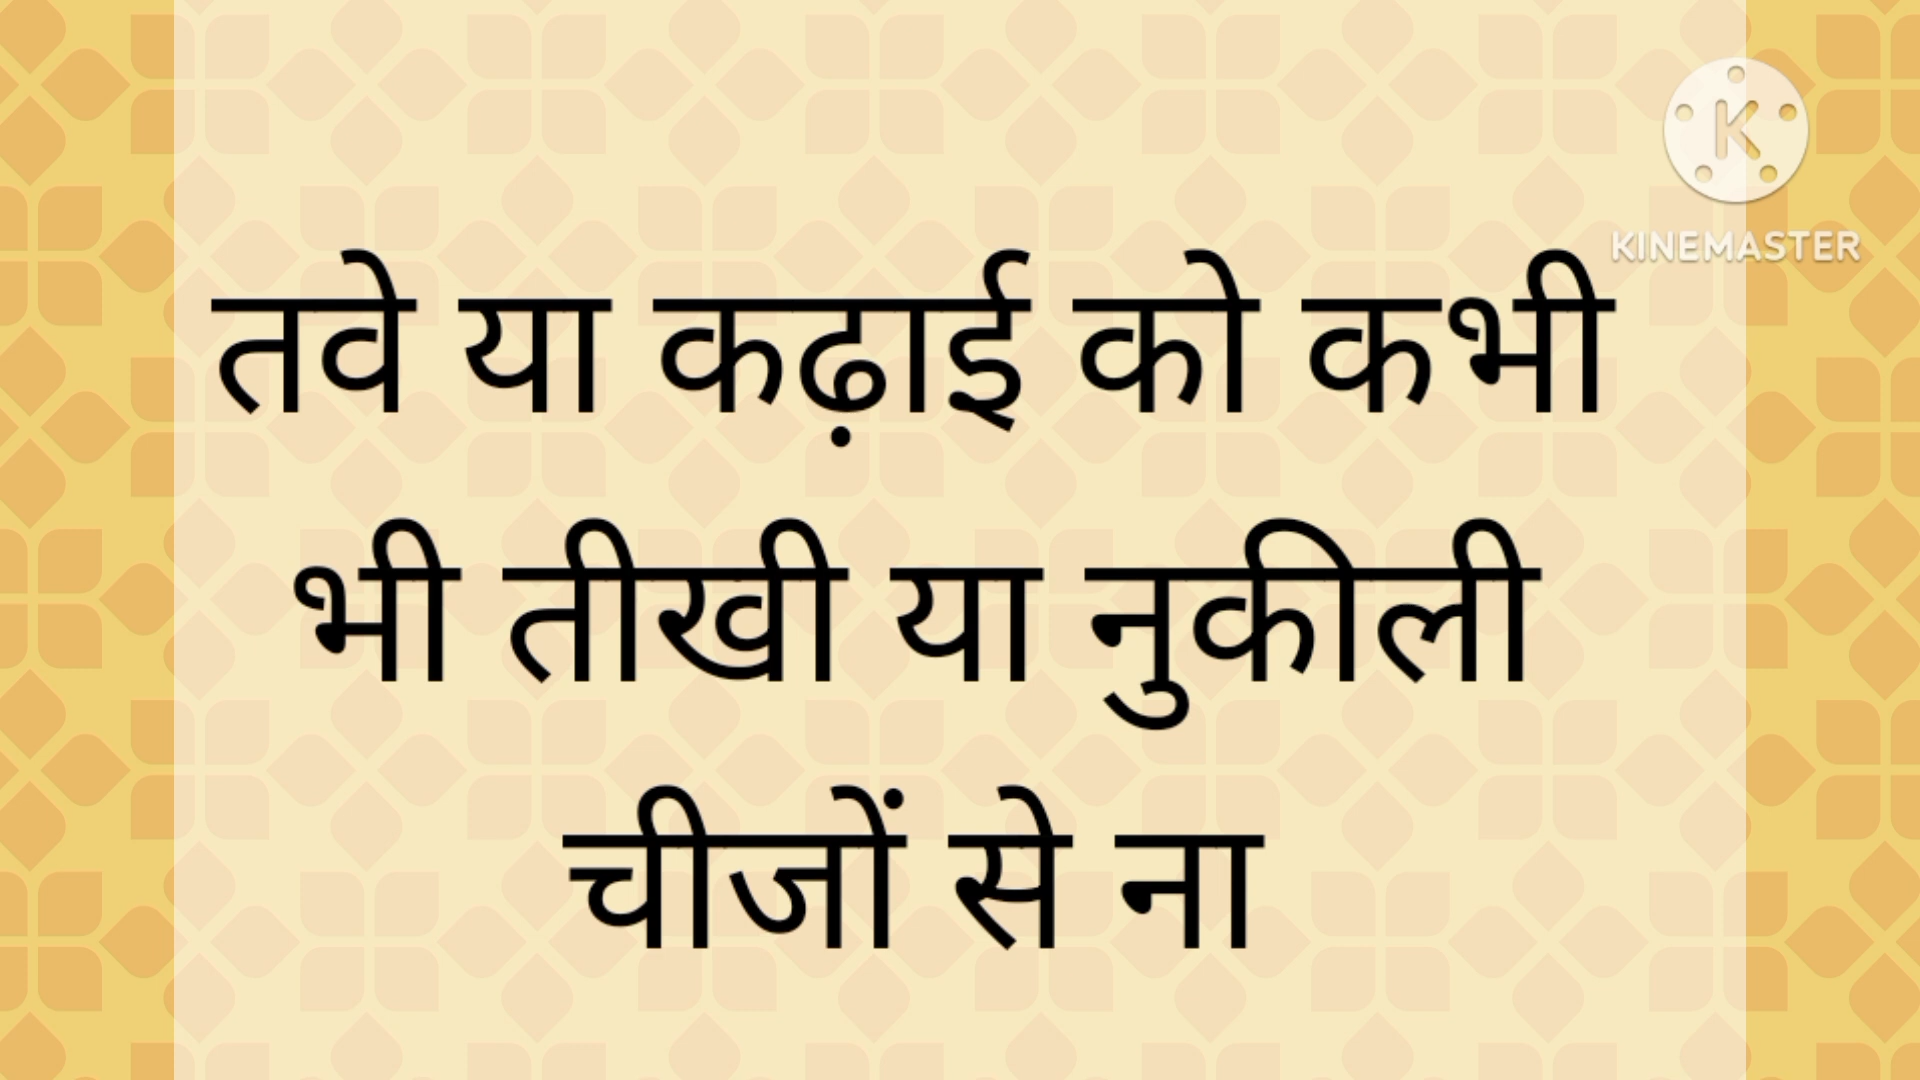 KINEMASTER
तवे या कढ़ाई को कभी
भी तीखी या नुकीली
चीजों से ना